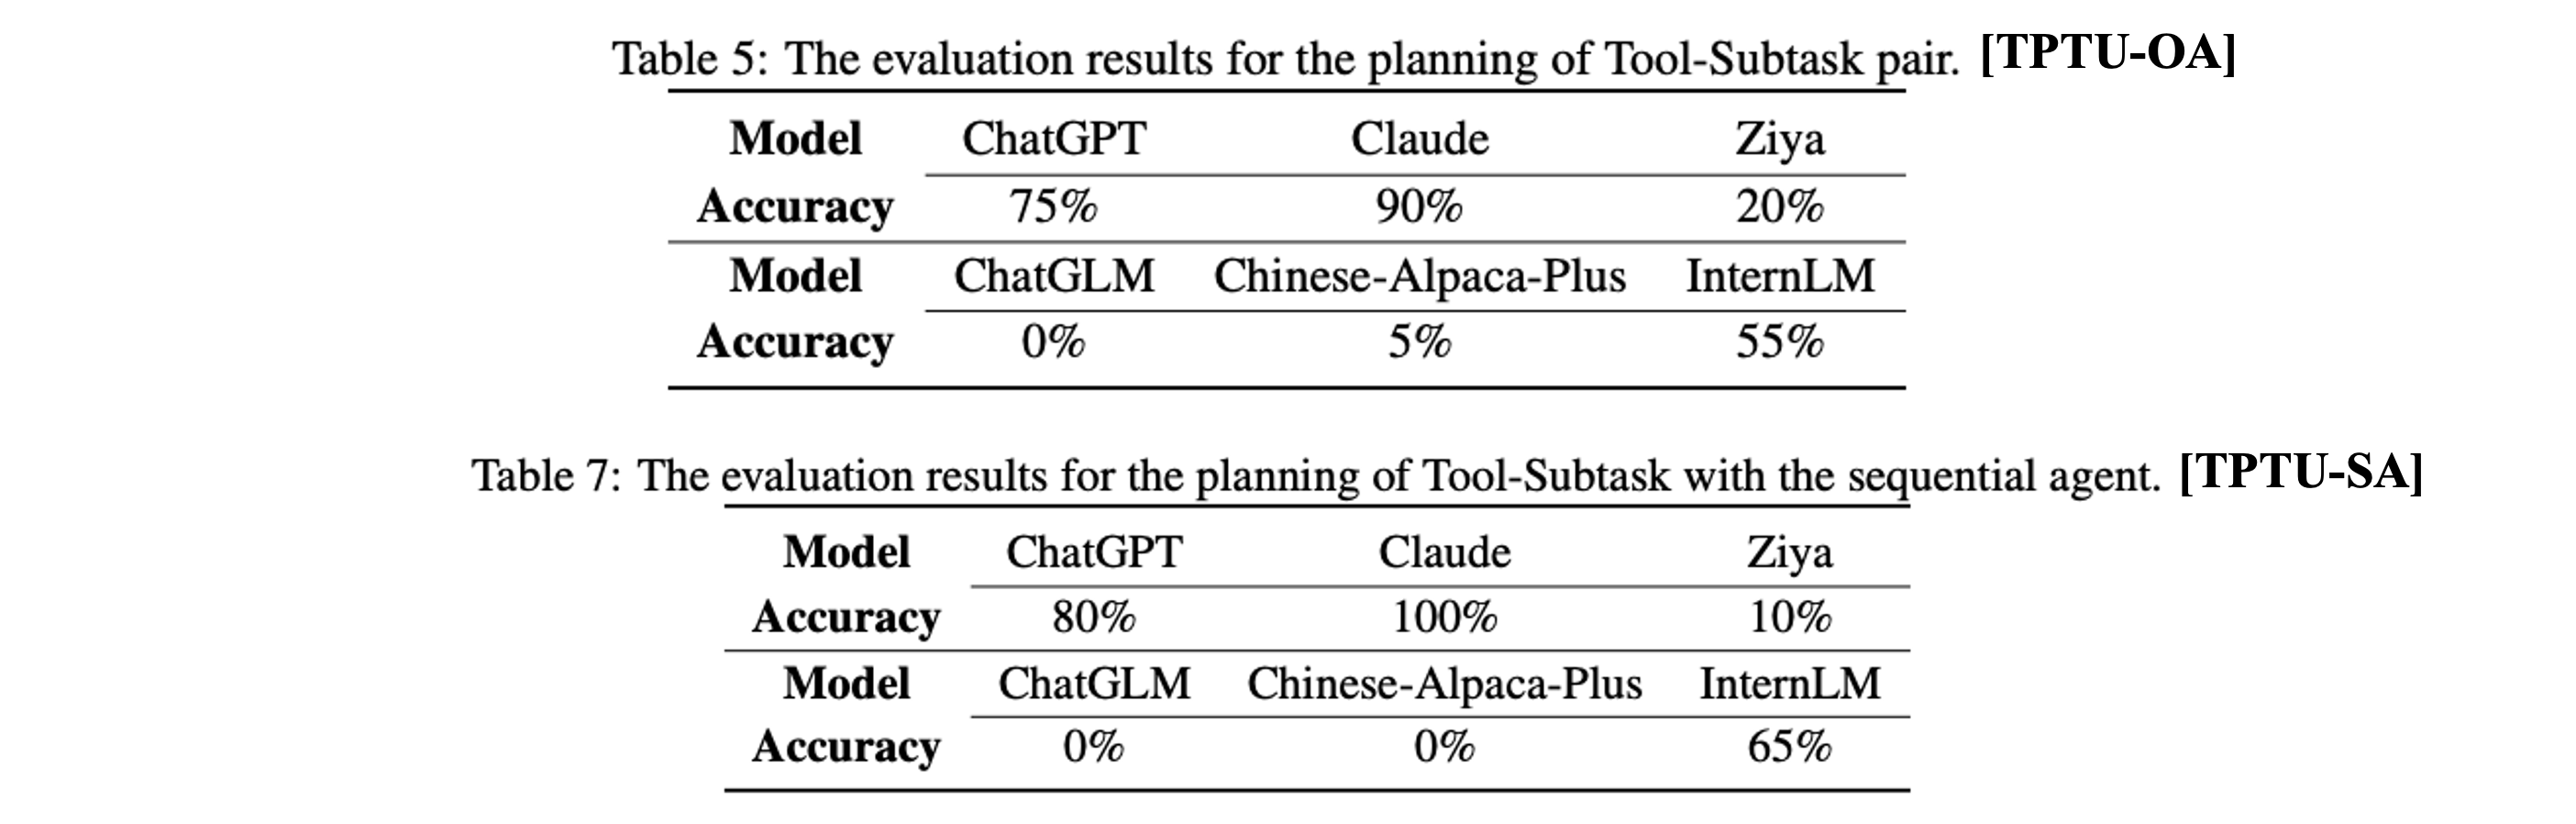 Table 5: The evaluation results for the planning of Tool-Subtask pair. [TPTU-OA]
Model ChatGPT Claude Ziya
Accuracy 75% 90% 20%
Model ChatGLM Chinese-Alpaca-Plus InternLM
Accuracy 0% 5% 55%
Table 7: The evaluation results for the planning of Tool-Subtask with the sequential agent. [TPTU-SA]
Model ChatGPT Claude Ziya
Accuracy 80% 100% 10%
Model ChatGLM Chinese-Alpaca-Plus InternLM
Accuracy 0% 0% 65%